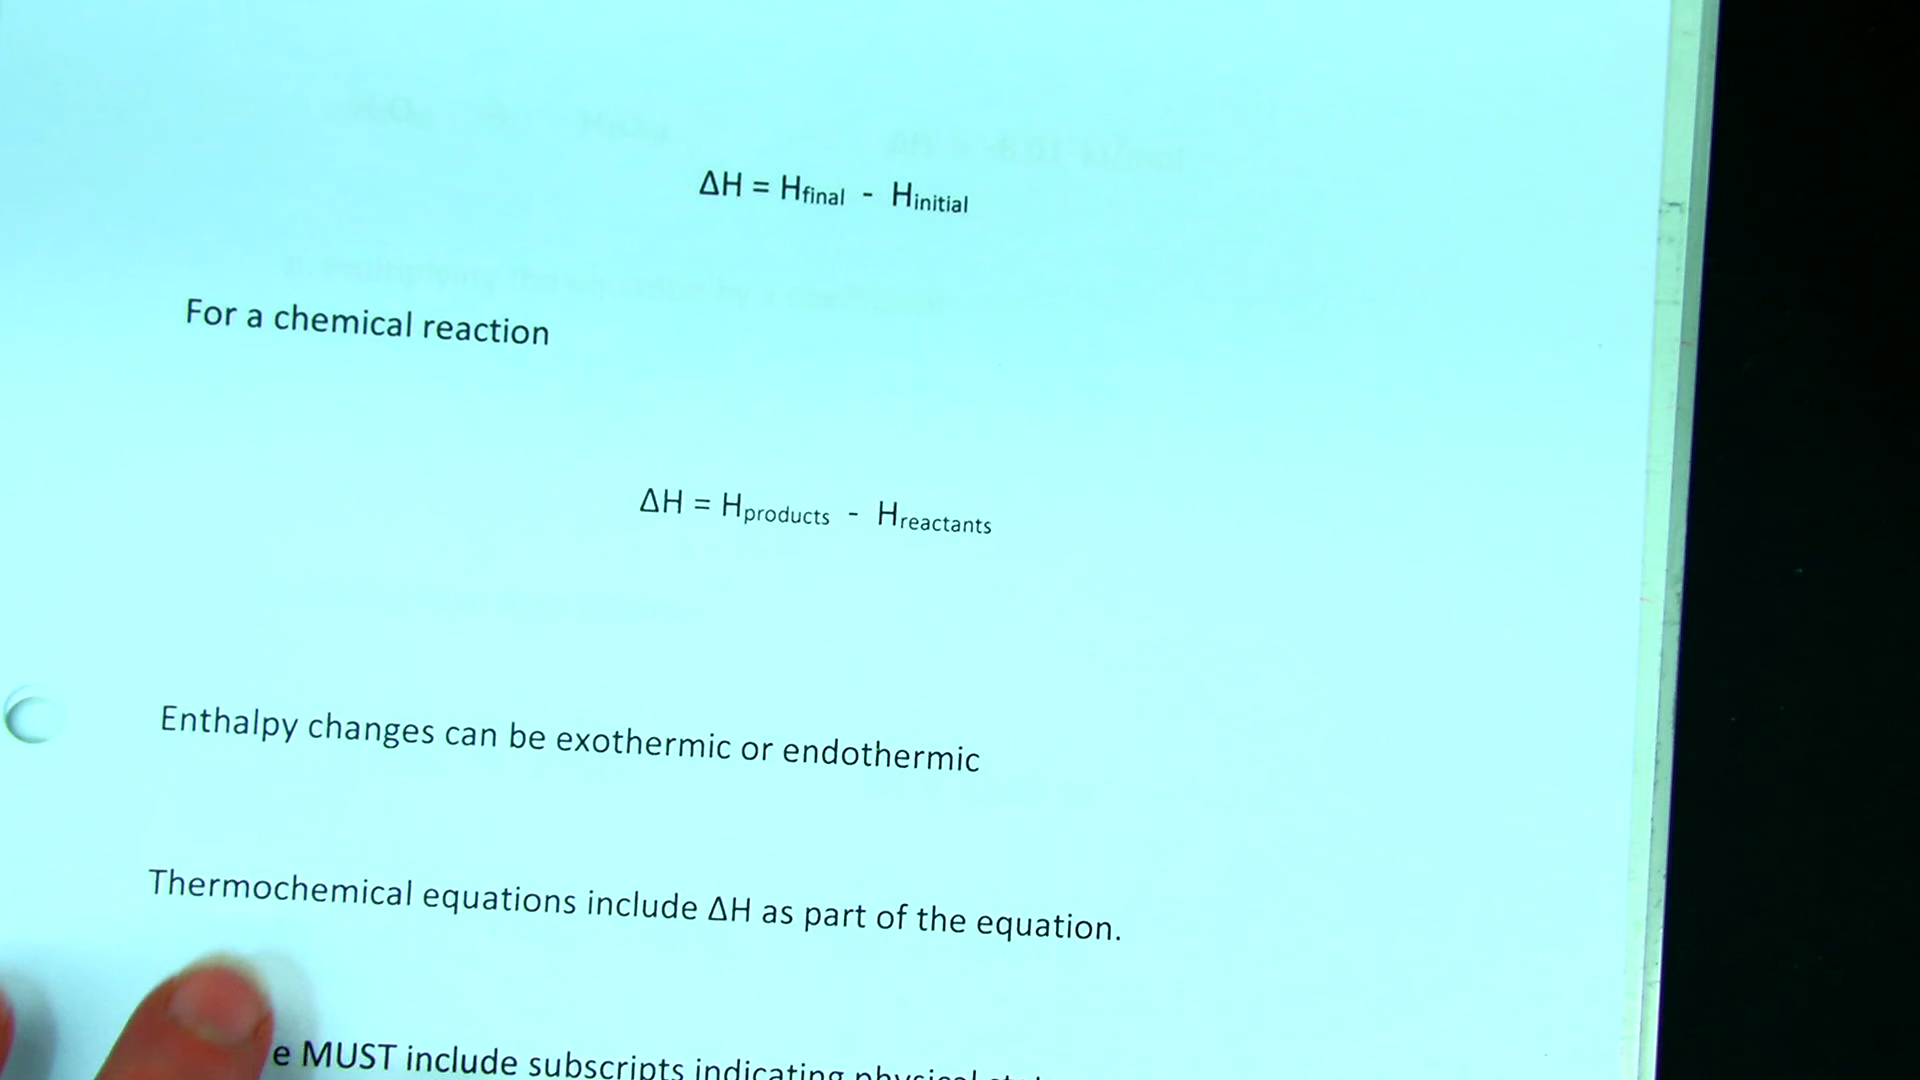 ΔH = Hfinal - Hinitial
For a chemical reaction
ΔH = Hproducts - Hreactants
Enthalpy changes can be exothermic or endothermic
Thermochemical equations include ΔH as part of the equation.
MUST include subscripts indicating physical